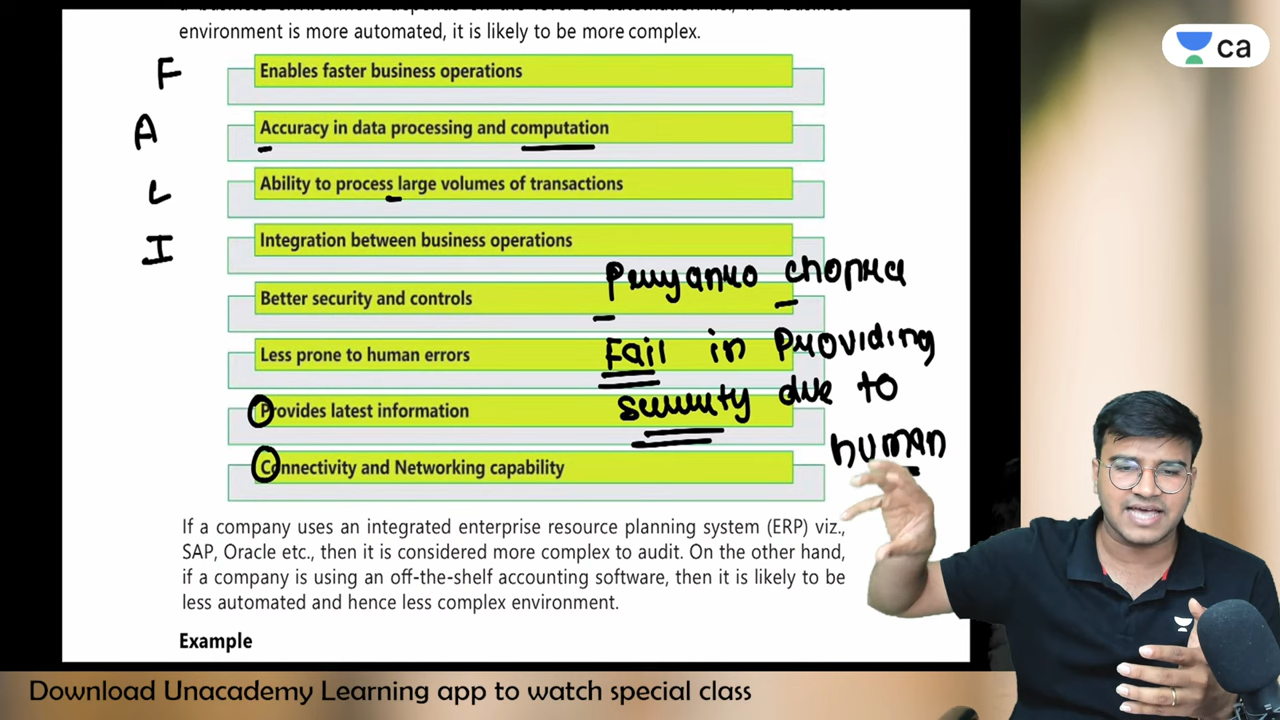 environment is more automated, it is likely to be more complex.
ca
F
Enables faster business operations
A
Accuracy in data processing and computation
L
Ability to process large volumes of transactions
I
Integration between business operations
Priyanka Chopra
Better security and controls
Fail in Providing
Less prone to human errors
security due to
Provides latest information
human
Connectivity and Networking capability
If a company uses an integrated enterprise resource planning system (ERP) viz.,
SAP, Oracle etc., then it is considered more complex to audit. On the other hand,
if a company is using an off-the-shelf accounting software, then it is likely to be
less automated and hence less complex environment.
Example
Download Unacademy Learning app to watch special class